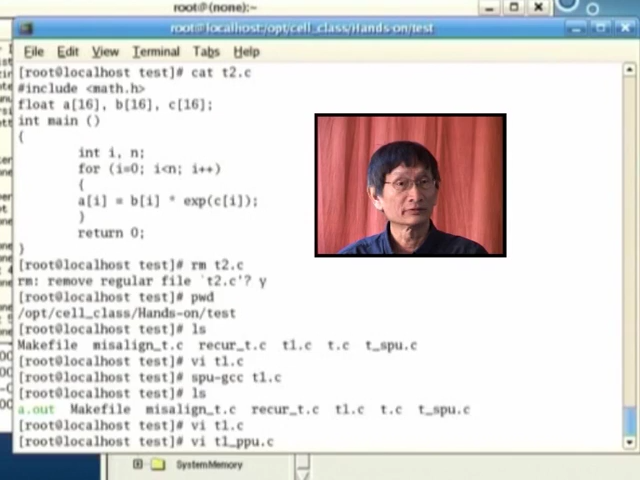 root@(none):~
root@localhost:/opt/cell_class/Hands-on/test
File Edit View Terminal Tabs Help
[root@localhost test]# cat t2.c
#include <math.h>
float a[16], b[16], c[16];
int main ()
{
int i, n;
for (i=0; i<n; i++)
{
a[i] = b[i] * exp(c[i]);
}
return 0;
}
[root@localhost test]# rm t2.c
rm: remove regular file `t2.c'? y
[root@localhost test]# pwd
/opt/cell_class/Hands-on/test
[root@localhost test]# ls
Makefile misalign_t.c recur_t.c t1.c t.c t_spu.c
[root@localhost test]# vi t1.c
[root@localhost test]# spu-gcc t1.c
[root@localhost test]# ls
a.out Makefile misalign_t.c recur_t.c t1.c t.c t_spu.c
[root@localhost test]# vi t1.c
[root@localhost test]# vi t1_ppu.c
SystemMemory